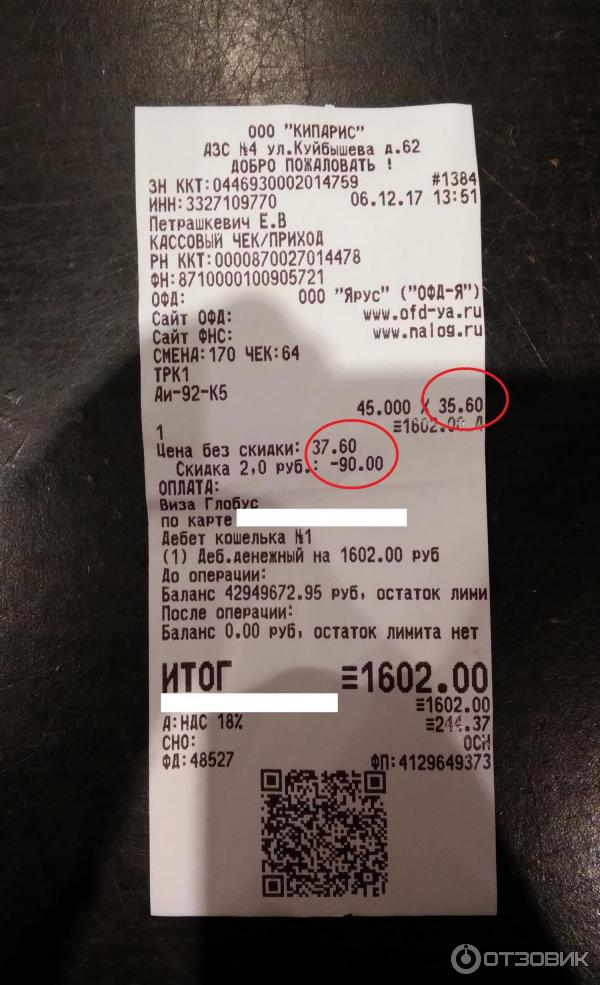 ООО "КИПАРИС"
АЗС №4 ул.Куйбышева д.62
ДОБРО ПОЖАЛОВАТЬ !
ЗН ККТ:0446930002014759 #1384
ИНН:3327109770 06.12.17 13:51
Петрашкевич Е.В
КАССОВЫЙ ЧЕК/ПРИХОД
РН ККТ:0000870027014478
ФН:8710000100905721
ОФД: ООО "Ярус" ("ОФД-Я")
Сайт ОФД: www.ofd-ya.ru
Сайт ФНС: www.nalog.ru
СМЕНА:170 ЧЕК:64
ТРК1
Аи-92-К5
45.000 X 35.60
≡1602.00 А
1
Цена без скидки: 37.60
Скидка 2,0 руб.: -90.00
ОПЛАТА:
Виза Глобус
по карте
Дебет кошелька №1
(1) Деб.денежный на 1602.00 руб
До операции:
Баланс 42949672.95 руб, остаток лими
После операции:
Баланс 0.00 руб, остаток лимита нет
ИТОГ ≡1602.00
≡1602.00
А:НДС 18% ≡244.37
СНО: ОСН
ФД:48527 ФП:4129649373
ОТЗОВИК